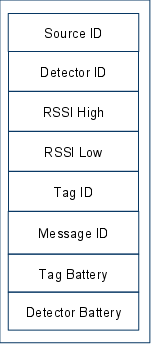 Source ID
Detector ID
RSSI High
RSSI Low
Tag ID
Message ID
Tag Battery
Detector Battery